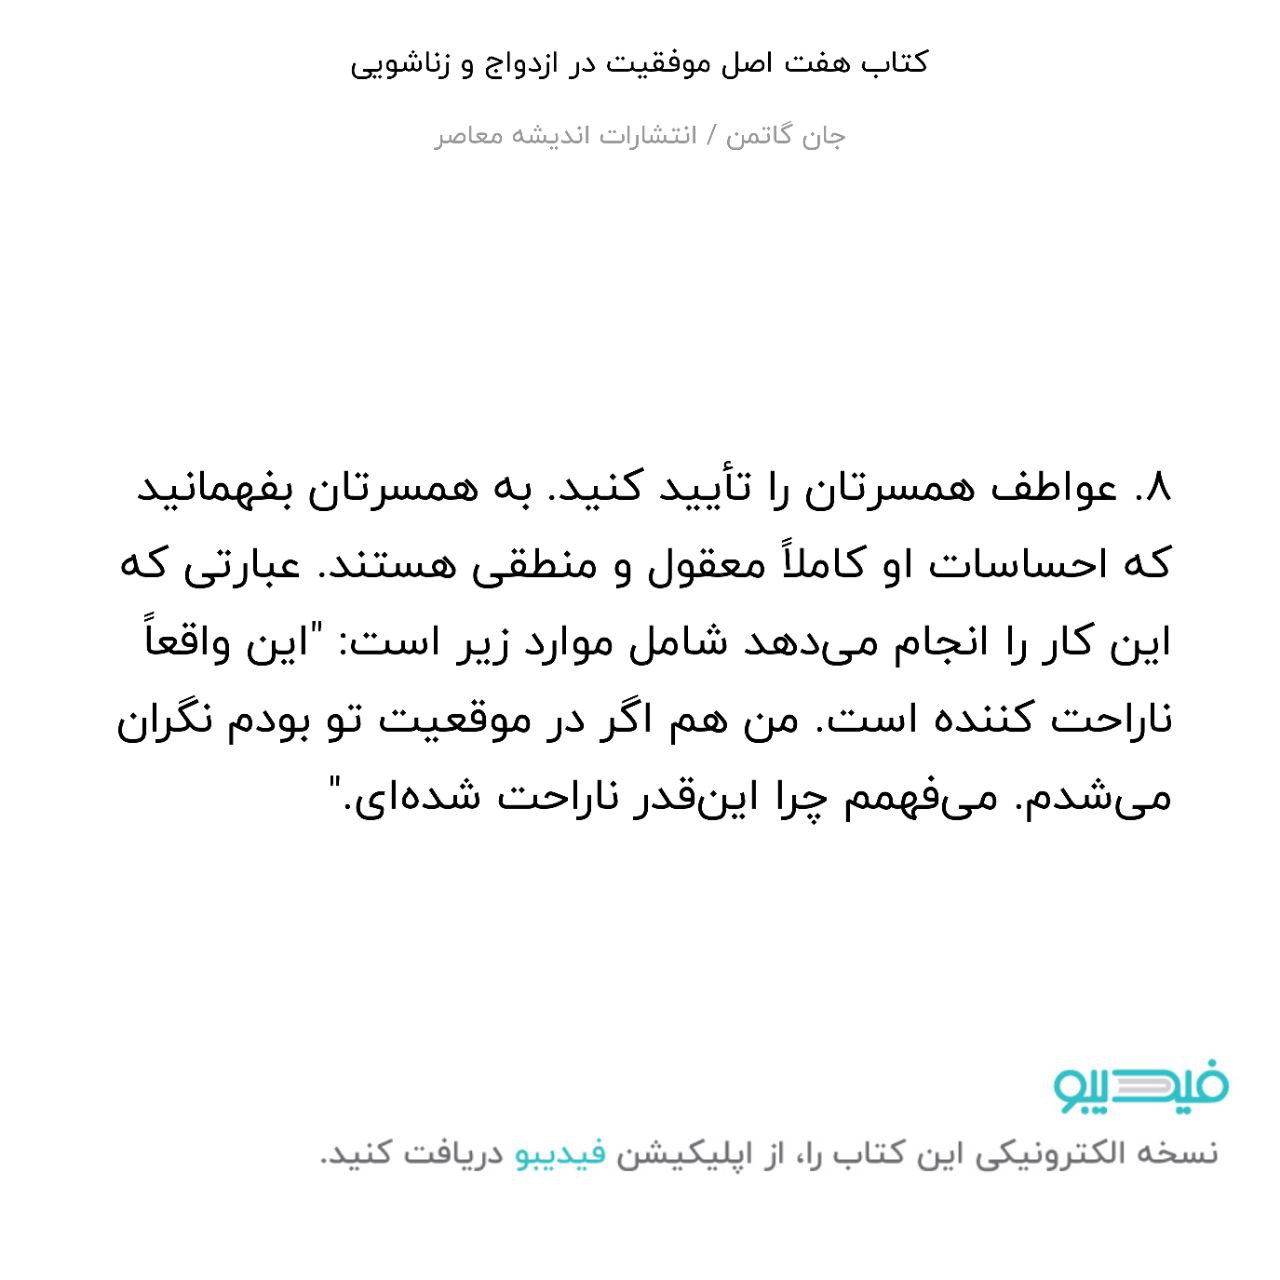 کتاب هفت اصل موفقیت در ازدواج و زناشویی
جان گاتمن / انتشارات اندیشه معاصر
۸. عواطف همسرتان را تأیید کنید. به همسرتان بفهمانید
که احساسات او کاملاً معقول و منطقی هستند. عبارتی که
این کار را انجام می‌دهد شامل موارد زیر است: "این واقعاً
ناراحت کننده است. من هم اگر در موقعیت تو بودم نگران
می‌شدم. می‌فهمم چرا این‌قدر ناراحت شده‌ای."
فیدیبو
نسخه الکترونیکی این کتاب را، از اپلیکیشن فیدیبو دریافت کنید.